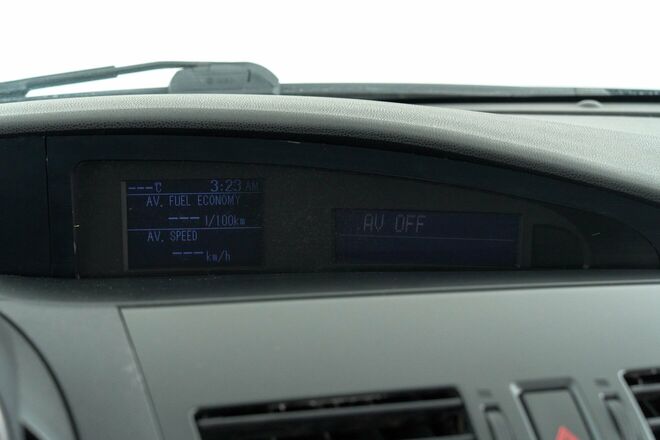 ---℃ 3:23 AM
AV. FUEL ECONOMY
--- l/100km
AV. SPEED
--- km/h
AV OFF